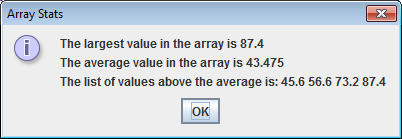 Array Stats
The largest value in the array is 87.4
The average value in the array is 43.475
The list of values above the average is: 45.6 56.6 73.2 87.4
OK